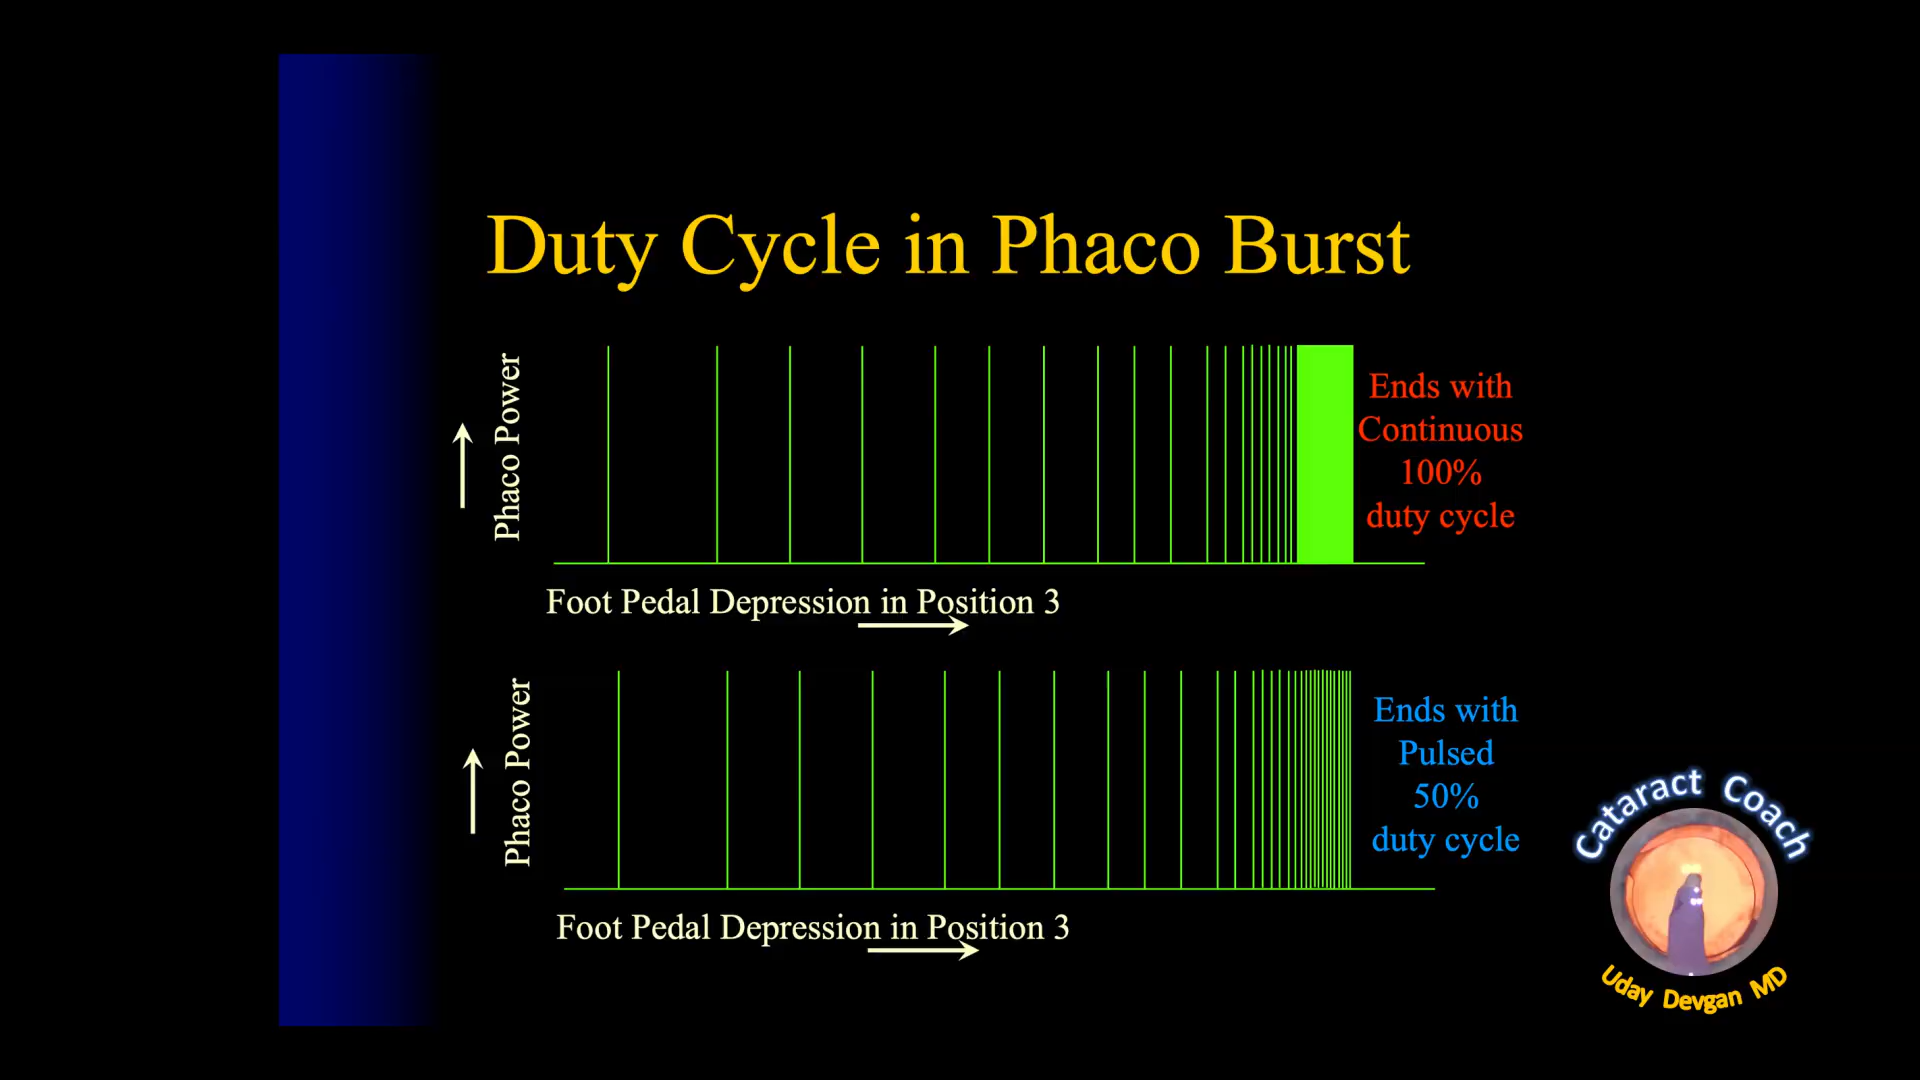 Duty Cycle in Phaco Burst
Phaco Power
Ends with
Continuous
100%
duty cycle
Foot Pedal Depression in Position 3
Phaco Power
Ends with
Pulsed
50%
duty cycle
Foot Pedal Depression in Position 3
Cataract Coach
Uday Devgan MD